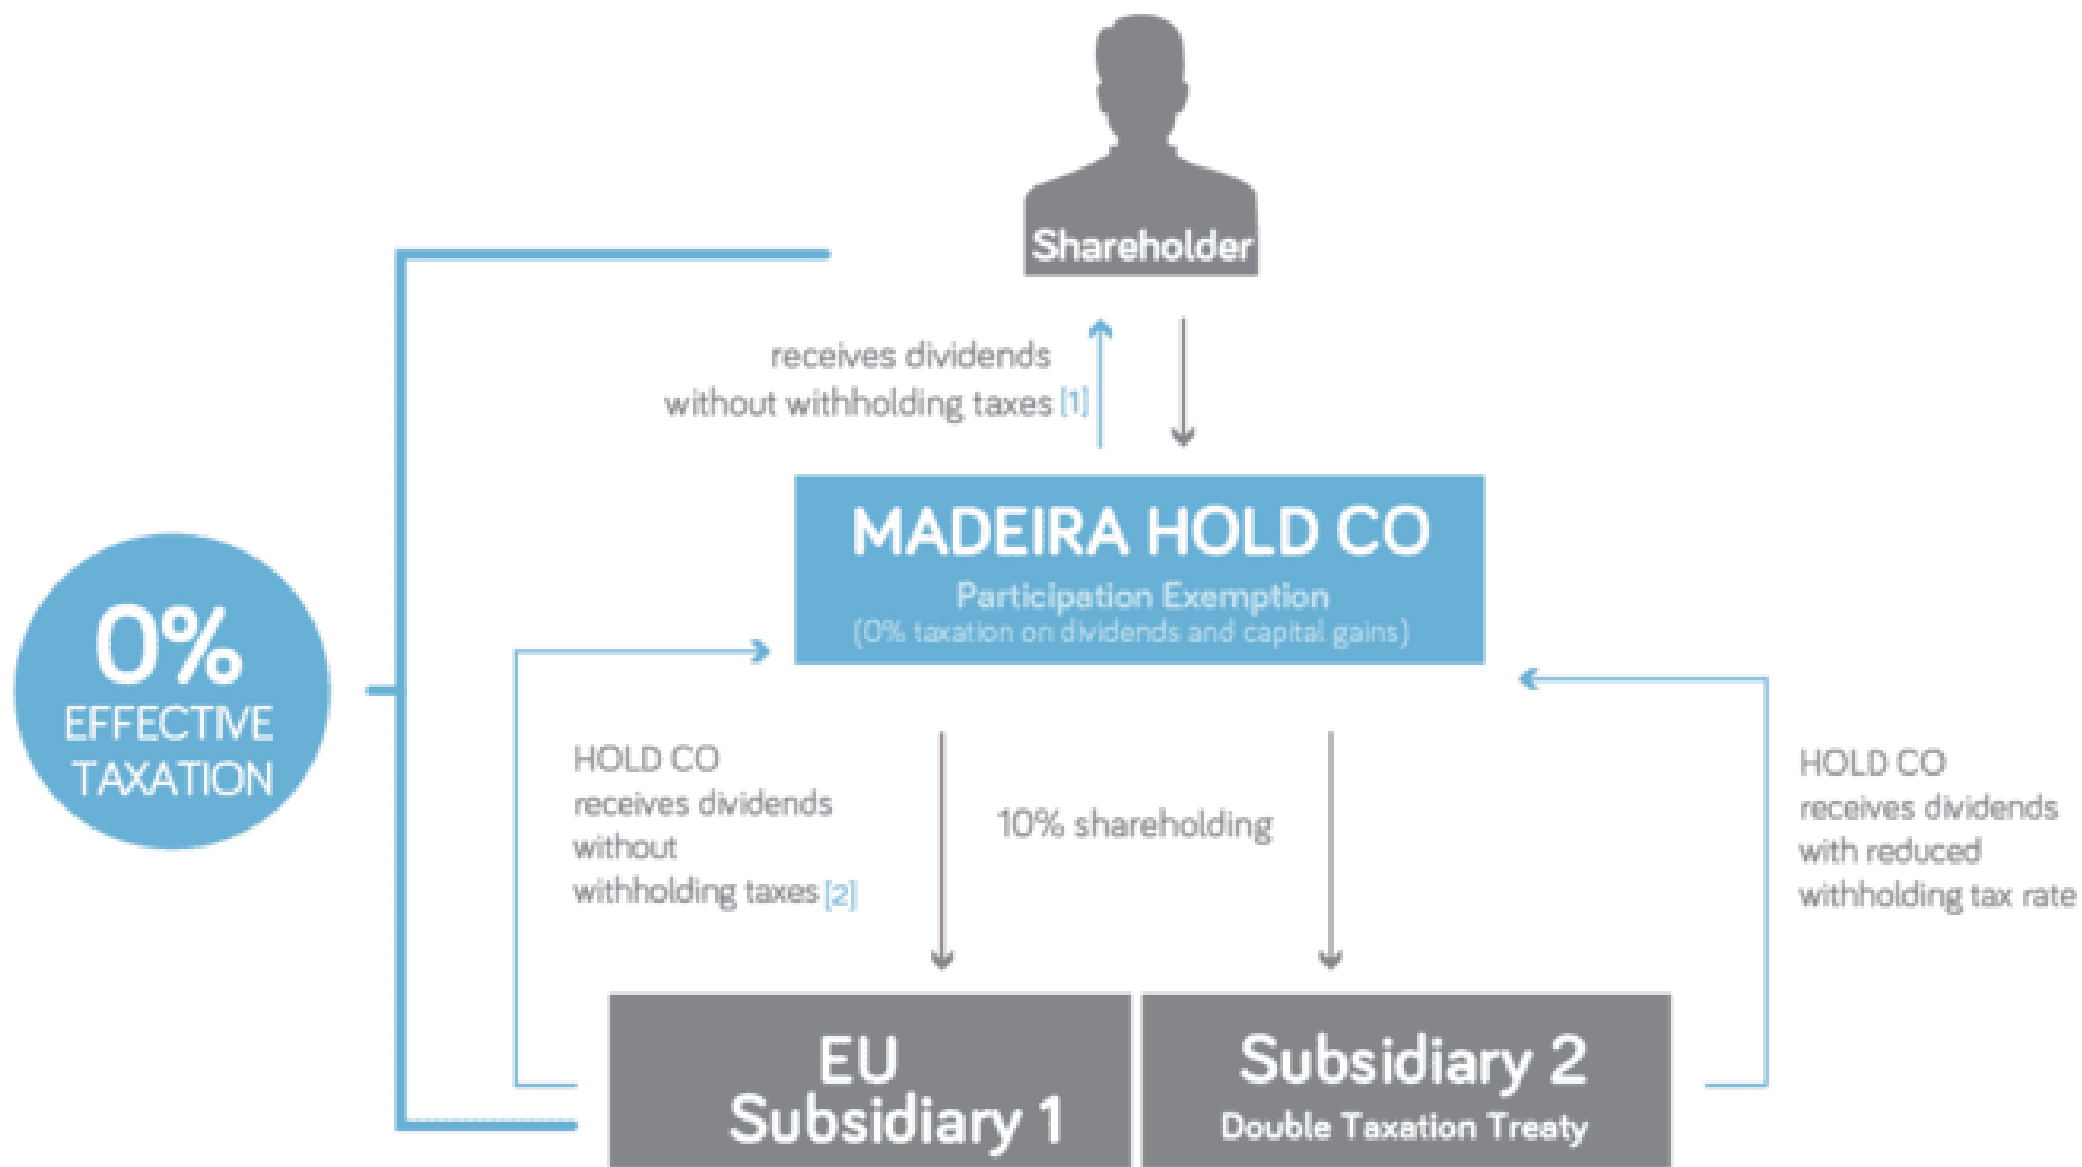 Shareholder
receives dividends
without withholding taxes [1]
MADEIRA HOLD CO
Participation Exemption
(0% taxation on dividends and capital gains)
0%
EFFECTIVE
TAXATION
HOLD CO
receives dividends
without
withholding taxes [2]
10% shareholding
HOLD CO
receives dividends
with reduced
withholding tax rate
EU
Subsidiary 1
Subsidiary 2
Double Taxation Treaty